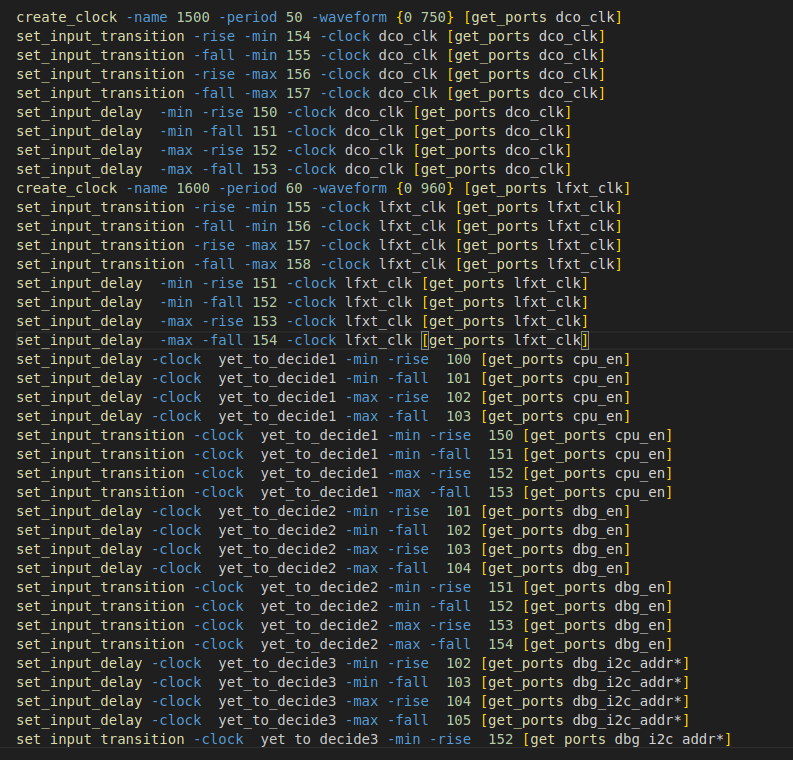 create_clock -name 1500 -period 50 -waveform {0 750} [get_ports dco_clk]
set_input_transition -rise -min 154 -clock dco_clk [get_ports dco_clk]
set_input_transition -fall -min 155 -clock dco_clk [get_ports dco_clk]
set_input_transition -rise -max 156 -clock dco_clk [get_ports dco_clk]
set_input_transition -fall -max 157 -clock dco_clk [get_ports dco_clk]
set_input_delay  -min -rise 150 -clock dco_clk [get_ports dco_clk]
set_input_delay  -min -fall 151 -clock dco_clk [get_ports dco_clk]
set_input_delay  -max -rise 152 -clock dco_clk [get_ports dco_clk]
set_input_delay  -max -fall 153 -clock dco_clk [get_ports dco_clk]
create_clock -name 1600 -period 60 -waveform {0 960} [get_ports lfxt_clk]
set_input_transition -rise -min 155 -clock lfxt_clk [get_ports lfxt_clk]
set_input_transition -fall -min 156 -clock lfxt_clk [get_ports lfxt_clk]
set_input_transition -rise -max 157 -clock lfxt_clk [get_ports lfxt_clk]
set_input_transition -fall -max 158 -clock lfxt_clk [get_ports lfxt_clk]
set_input_delay  -min -rise 151 -clock lfxt_clk [get_ports lfxt_clk]
set_input_delay  -min -fall 152 -clock lfxt_clk [get_ports lfxt_clk]
set_input_delay  -max -rise 153 -clock lfxt_clk [get_ports lfxt_clk]
set_input_delay  -max -fall 154 -clock lfxt_clk [get_ports lfxt_clk]
set_input_delay -clock  yet_to_decide1 -min -rise  100 [get_ports cpu_en]
set_input_delay -clock  yet_to_decide1 -min -fall  101 [get_ports cpu_en]
set_input_delay -clock  yet_to_decide1 -max -rise  102 [get_ports cpu_en]
set_input_delay -clock  yet_to_decide1 -max -fall  103 [get_ports cpu_en]
set_input_transition -clock  yet_to_decide1 -min -rise  150 [get_ports cpu_en]
set_input_transition -clock  yet_to_decide1 -min -fall  151 [get_ports cpu_en]
set_input_transition -clock  yet_to_decide1 -max -rise  152 [get_ports cpu_en]
set_input_transition -clock  yet_to_decide1 -max -fall  153 [get_ports cpu_en]
set_input_delay -clock  yet_to_decide2 -min -rise  101 [get_ports dbg_en]
set_input_delay -clock  yet_to_decide2 -min -fall  102 [get_ports dbg_en]
set_input_delay -clock  yet_to_decide2 -max -rise  103 [get_ports dbg_en]
set_input_delay -clock  yet_to_decide2 -max -fall  104 [get_ports dbg_en]
set_input_transition -clock  yet_to_decide2 -min -rise  151 [get_ports dbg_en]
set_input_transition -clock  yet_to_decide2 -min -fall  152 [get_ports dbg_en]
set_input_transition -clock  yet_to_decide2 -max -rise  153 [get_ports dbg_en]
set_input_transition -clock  yet_to_decide2 -max -fall  154 [get_ports dbg_en]
set_input_delay -clock  yet_to_decide3 -min -rise  102 [get_ports dbg_i2c_addr*]
set_input_delay -clock  yet_to_decide3 -min -fall  103 [get_ports dbg_i2c_addr*]
set_input_delay -clock  yet_to_decide3 -max -rise  104 [get_ports dbg_i2c_addr*]
set_input_delay -clock  yet_to_decide3 -max -fall  105 [get_ports dbg_i2c_addr*]
set_input_transition -clock  yet_to_decide3 -min -rise  152 [get_ports dbg_i2c_addr*]